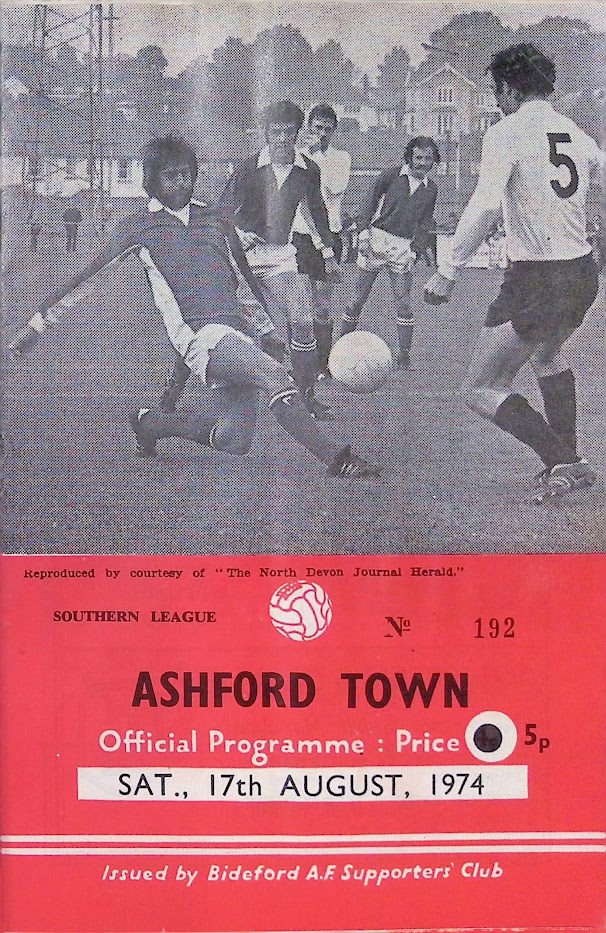 5
Reproduced by courtesy of "The North Devon Journal Herald."
SOUTHERN LEAGUE
No 192
ASHFORD TOWN
Official Programme : Price 5p
SAT., 17th AUGUST, 1974
Issued by Bideford A.F. Supporters' Club